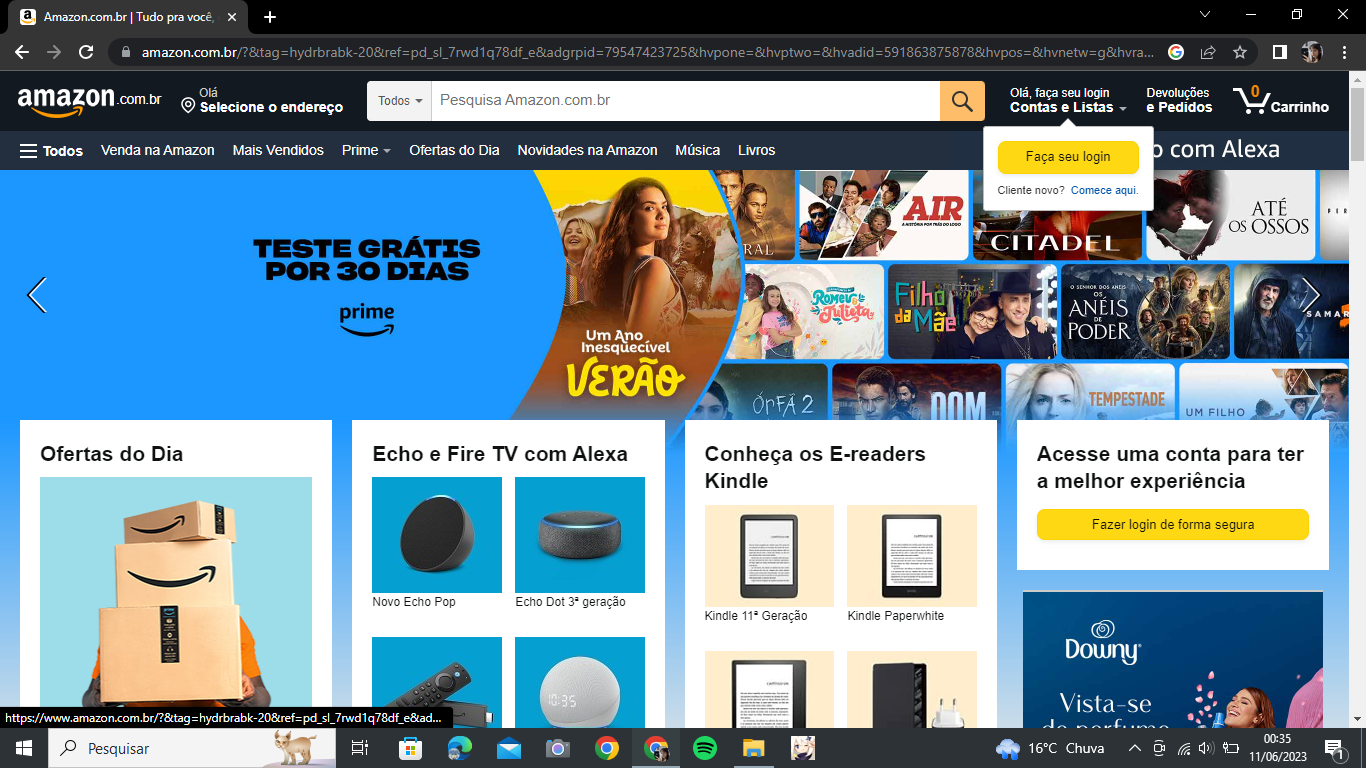 Amazon.com.br | Tudo pra você,
amazon.com.br/?&tag=hydrbrabk-20&ref=pd_sl_7rwd1q78df_e&adgrpid=79547423725&hvpone=&hvptwo=&hvadid=591863875878&hvpos=&hvnetw=g&hvra...
amazon.com.br
Olá
Selecione o endereço
Todos
Pesquisa Amazon.com.br
Olá, faça seu login
Contas e Listas
Devoluções
e Pedidos
0
Carrinho
Todos
Venda na Amazon
Mais Vendidos
Prime
Ofertas do Dia
Novidades na Amazon
Música
Livros
o com Alexa
Faça seu login
Cliente novo? Comece aqui.
TESTE GRÁTIS
POR 30 DIAS
prime
Um Ano
Inesquecível
VERÃO
RAL
AIR
A HISTÓRIA POR TRÁS DO LOGO
CITADEL
ATÉ
OS OSSOS
Romeu
Julieta
Filho
da
Mãe
O SENHOR DOS ANÉIS
OS
ANÉIS
DE
PODER
SAMAR
ÓRFÃ 2
DOM
TEMPESTADE
UM FILHO
Ofertas do Dia
Echo e Fire TV com Alexa
Novo Echo Pop
Echo Dot 3ª geração
10:35
Conheça os E-readers
Kindle
Kindle 11ª Geração
Kindle Paperwhite
Acesse uma conta para ter
a melhor experiência
Fazer login de forma segura
Downy
Vista-se
de perfume
https://www.amazon.com.br/?&tag=hydrbrabk-20&ref=pd_sl_7rwd1q78df_e&ad...
Pesquisar
16°C Chuva
00:35
11/06/2023
1